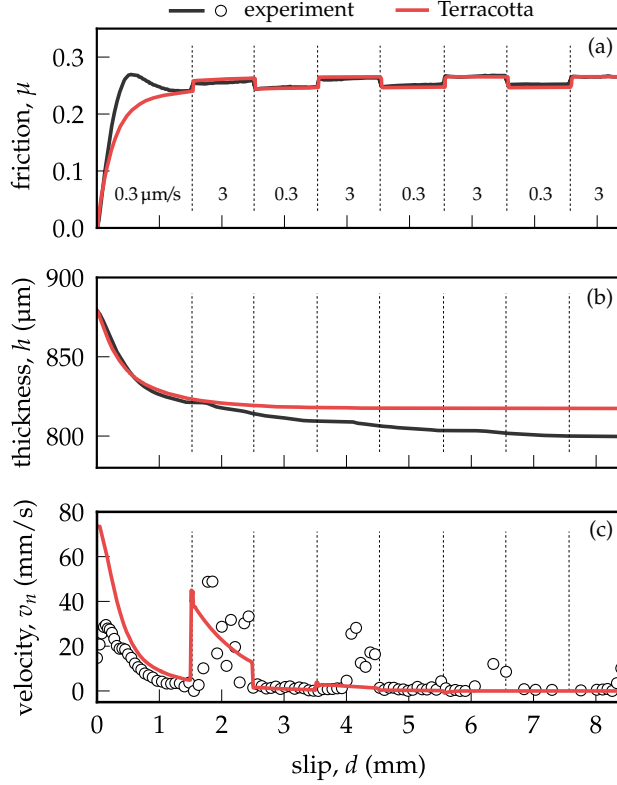 experiment Terracotta
(a)
friction, μ
0.3
0.2
0.1
0.0
0.3 μm/s 3 0.3 3 0.3 3 0.3 3
(b)
thickness, h (μm)
900
850
800
(c)
velocity, vₙ (mm/s)
80
60
40
20
0
0 1 2 3 4 5 6 7 8
slip, d (mm)